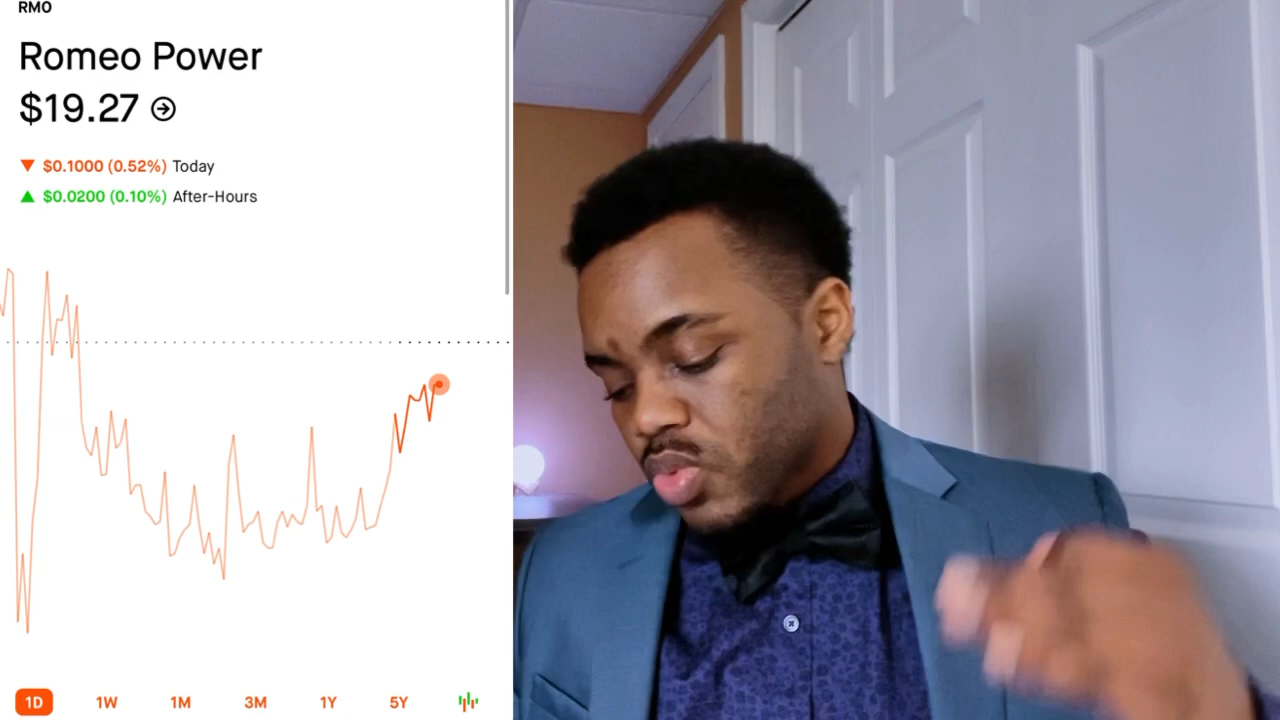 RMO
Romeo Power
$19.27
$0.1000 (0.52%) Today
$0.0200 (0.10%) After-Hours
1D 1W 1M 3M 1Y 5Y